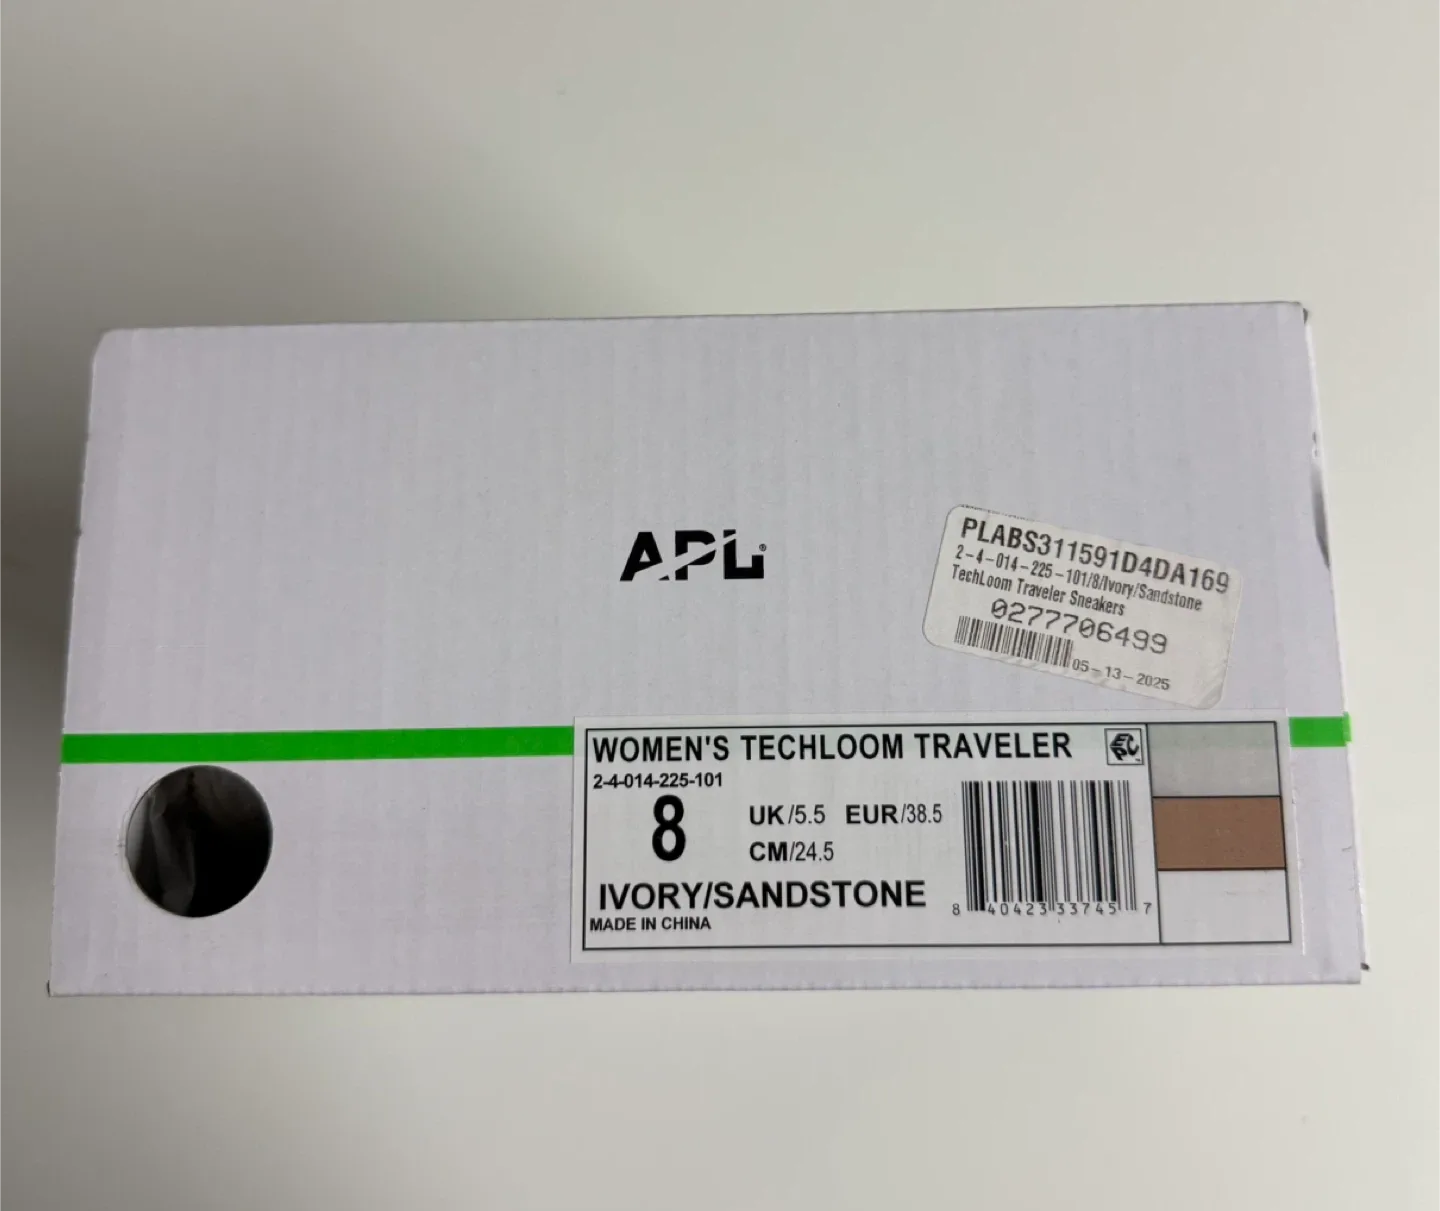 APL®
PLABS311591D4DA169
2-4-014-225-101/8/Ivory/Sandstone
TechLoom Traveler Sneakers
0277706499
05-13-2025
WOMEN'S TECHLOOM TRAVELER
2-4-014-225-101
8
UK/5.5 EUR/38.5
CM/24.5
IVORY/SANDSTONE
MADE IN CHINA
8 40423 33745 7